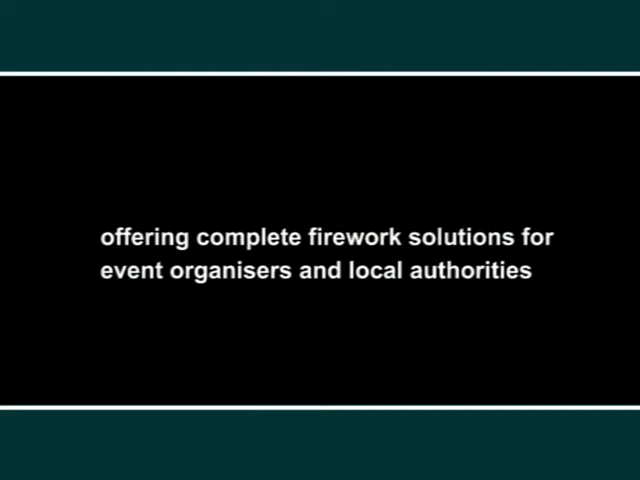 offering complete firework solutions for
event organisers and local authorities